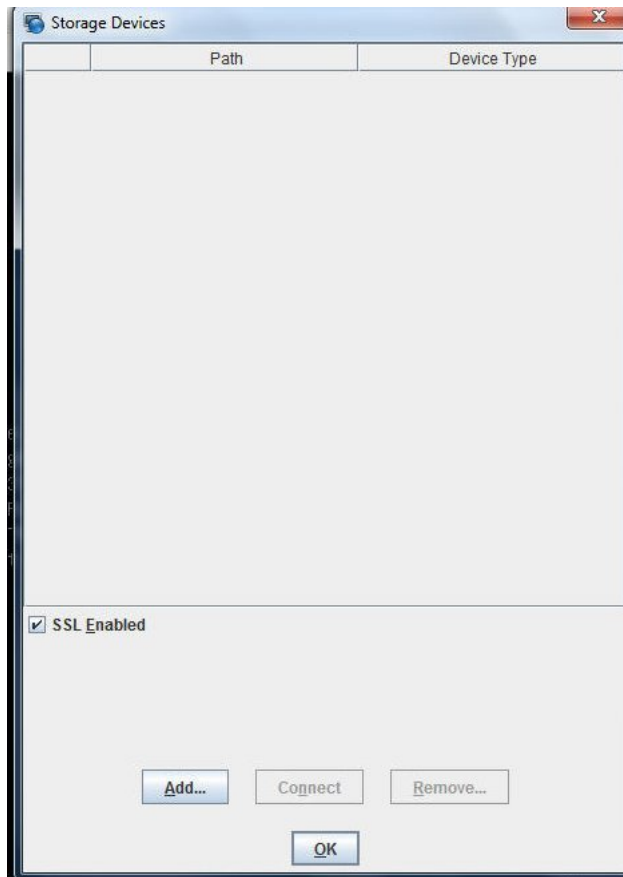 Storage Devices
Path Device Type
SSL Enabled
Add... Connect Remove...
OK